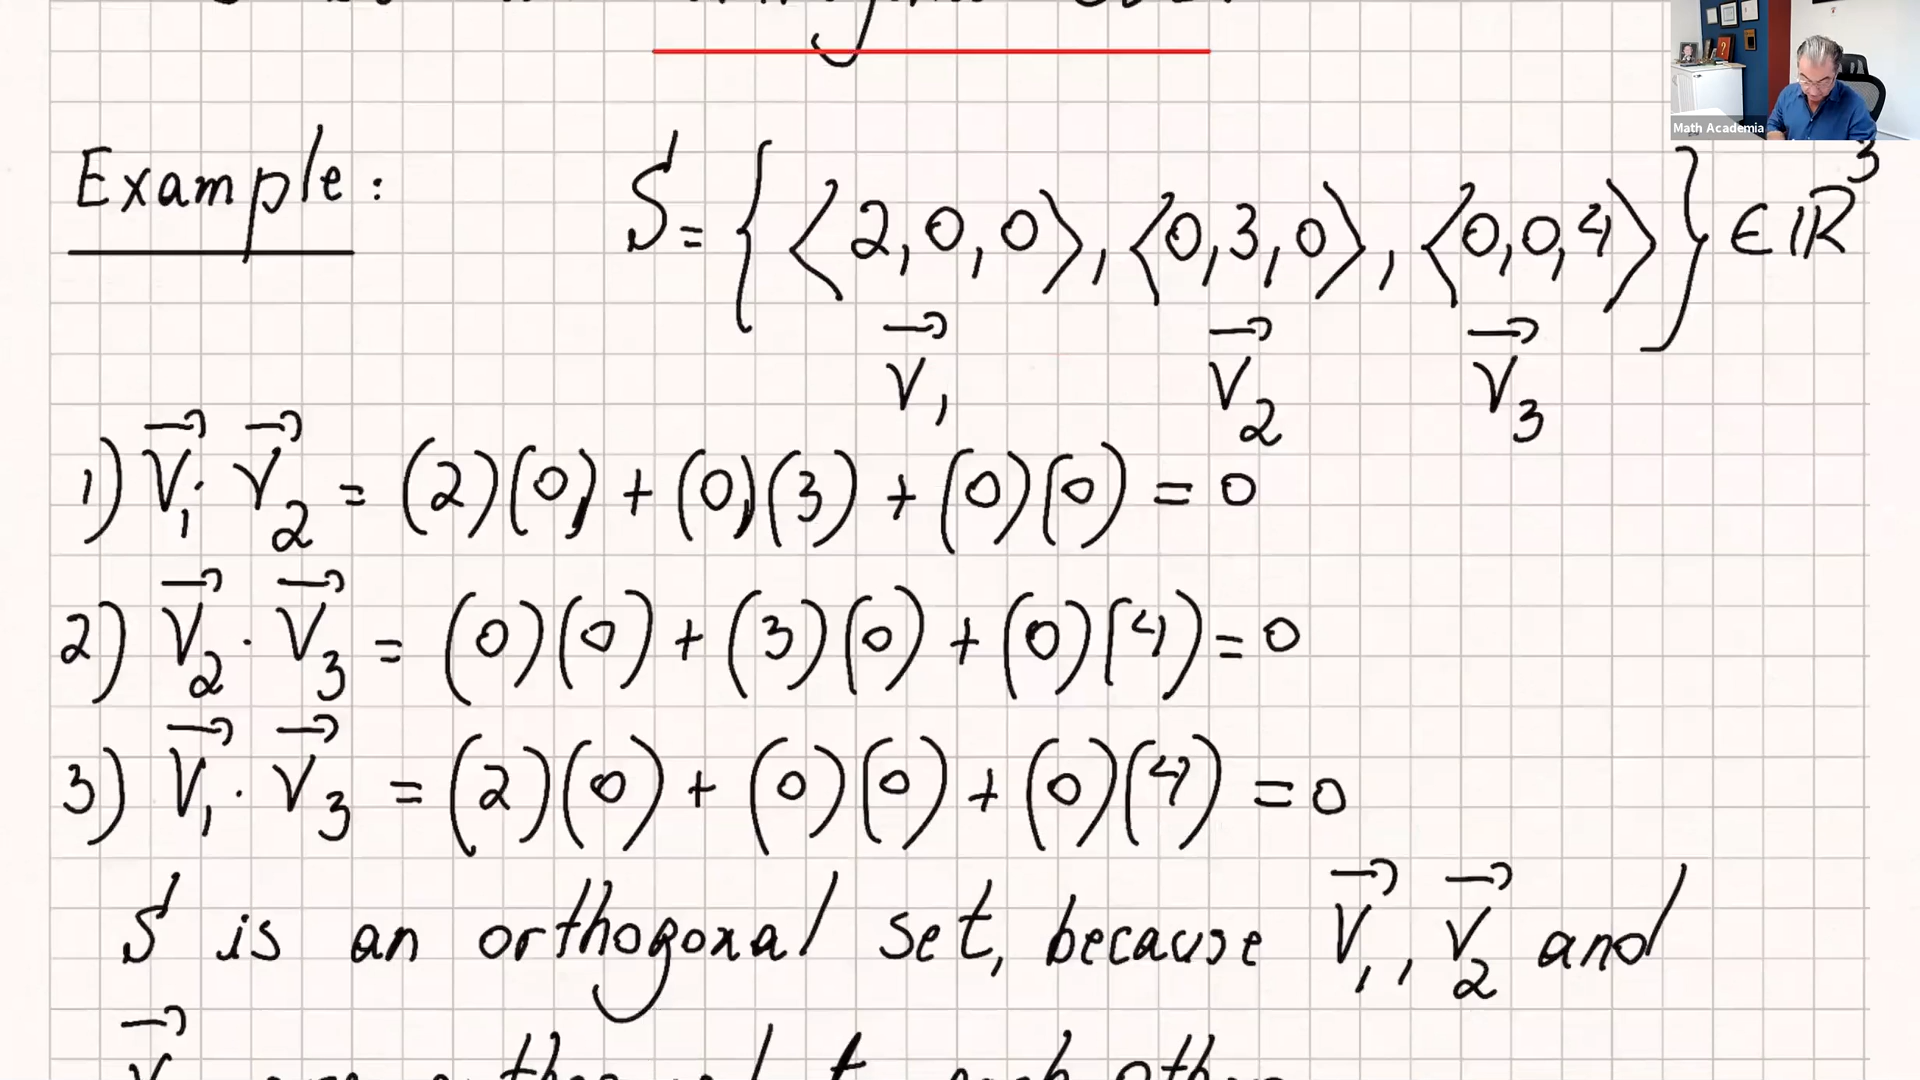 Math Academia
Example: S = { ⟨2,0,0⟩, ⟨0,3,0⟩, ⟨0,0,4⟩ } ∈ ℝ³
V⃗₁ V⃗₂ V⃗₃
1) V⃗₁ · V⃗₂ = (2)(0) + (0)(3) + (0)(0) = 0
2) V⃗₂ · V⃗₃ = (0)(0) + (3)(0) + (0)(4) = 0
3) V⃗₁ · V⃗₃ = (2)(0) + (0)(0) + (0)(4) = 0
S is an orthogonal set, because V⃗₁, V⃗₂ and